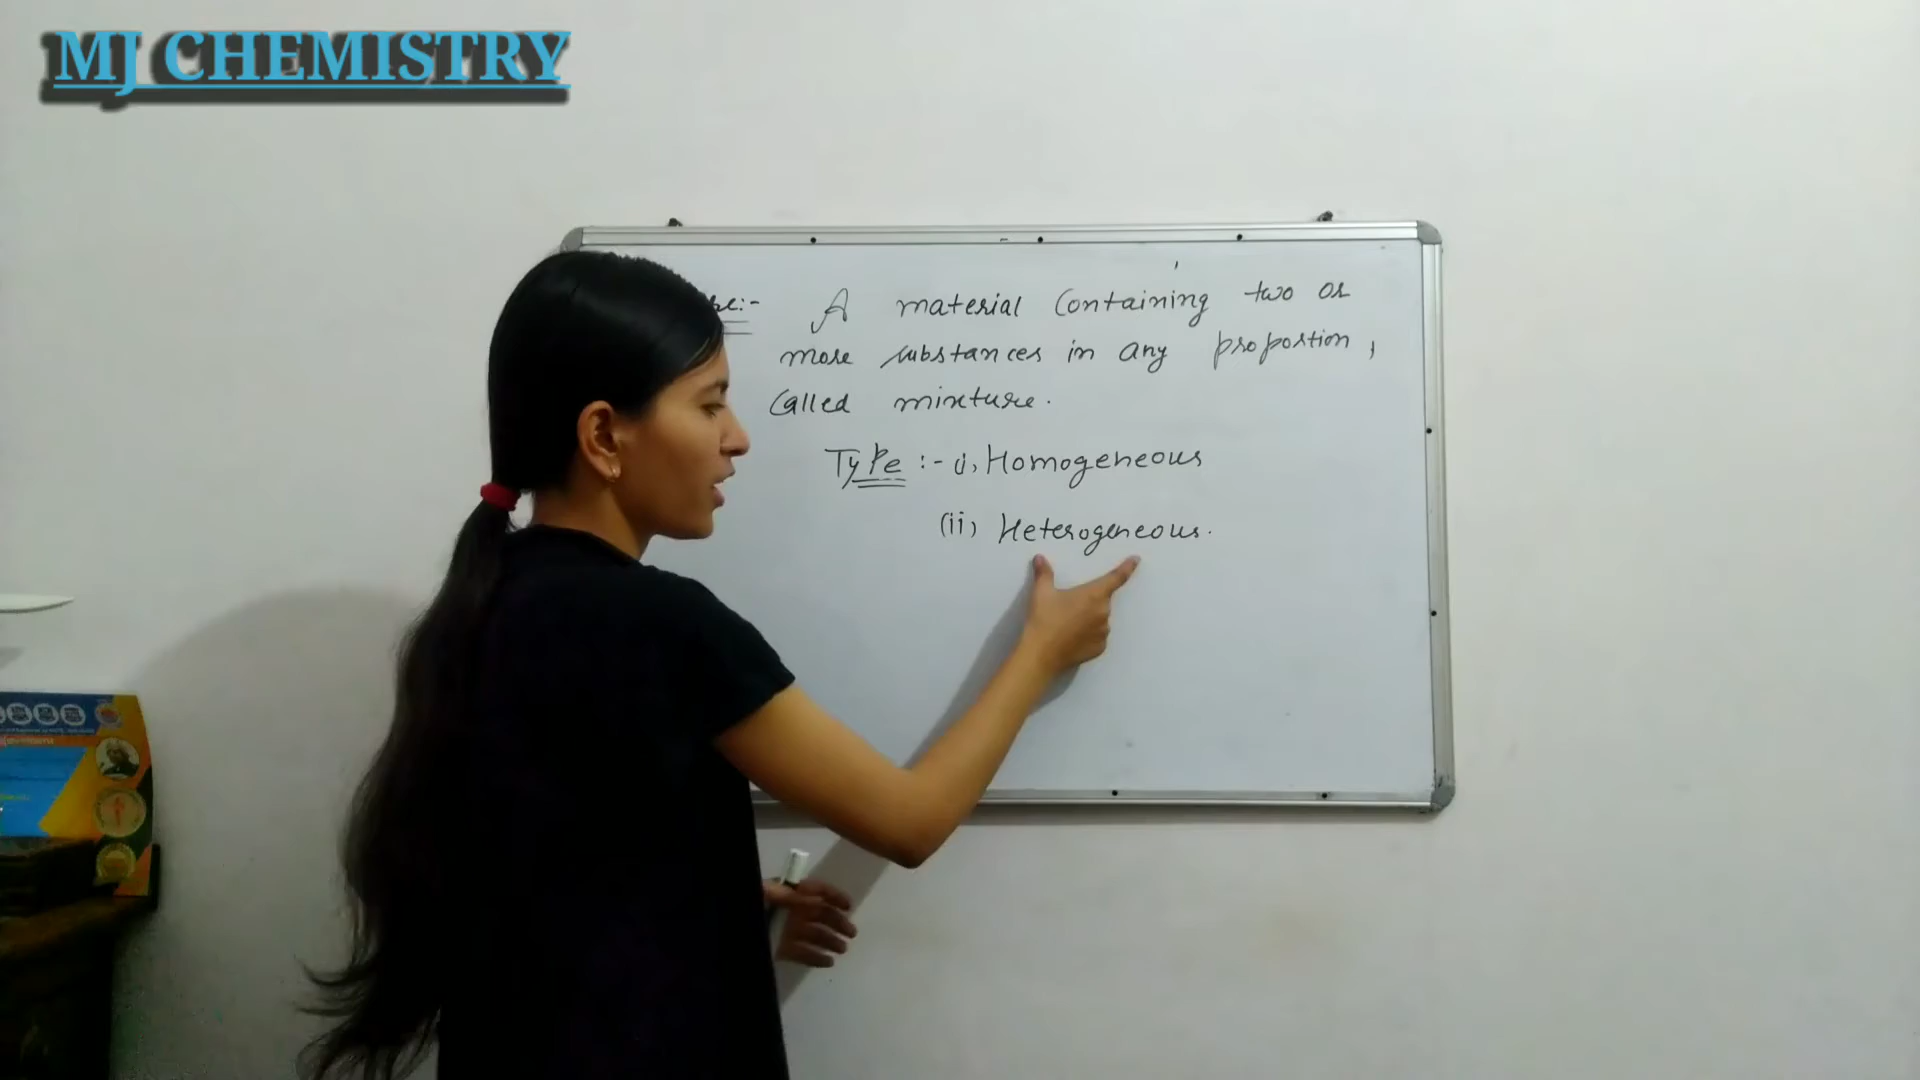 MJ CHEMISTRY
:- A material Containing two or
more substances in any proportion,
Called mixture.
Type :- i, Homogeneous
(ii) Heterogeneous.